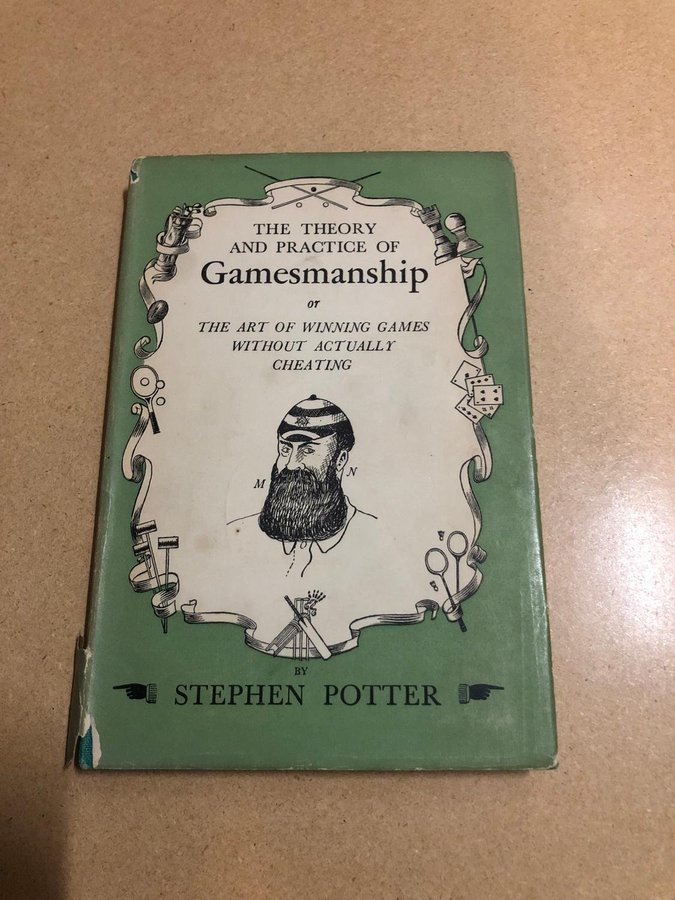 THE THEORY
AND PRACTICE OF
Gamesmanship
or
THE ART OF WINNING GAMES
WITHOUT ACTUALLY
CHEATING
M N
O
BY
STEPHEN POTTER